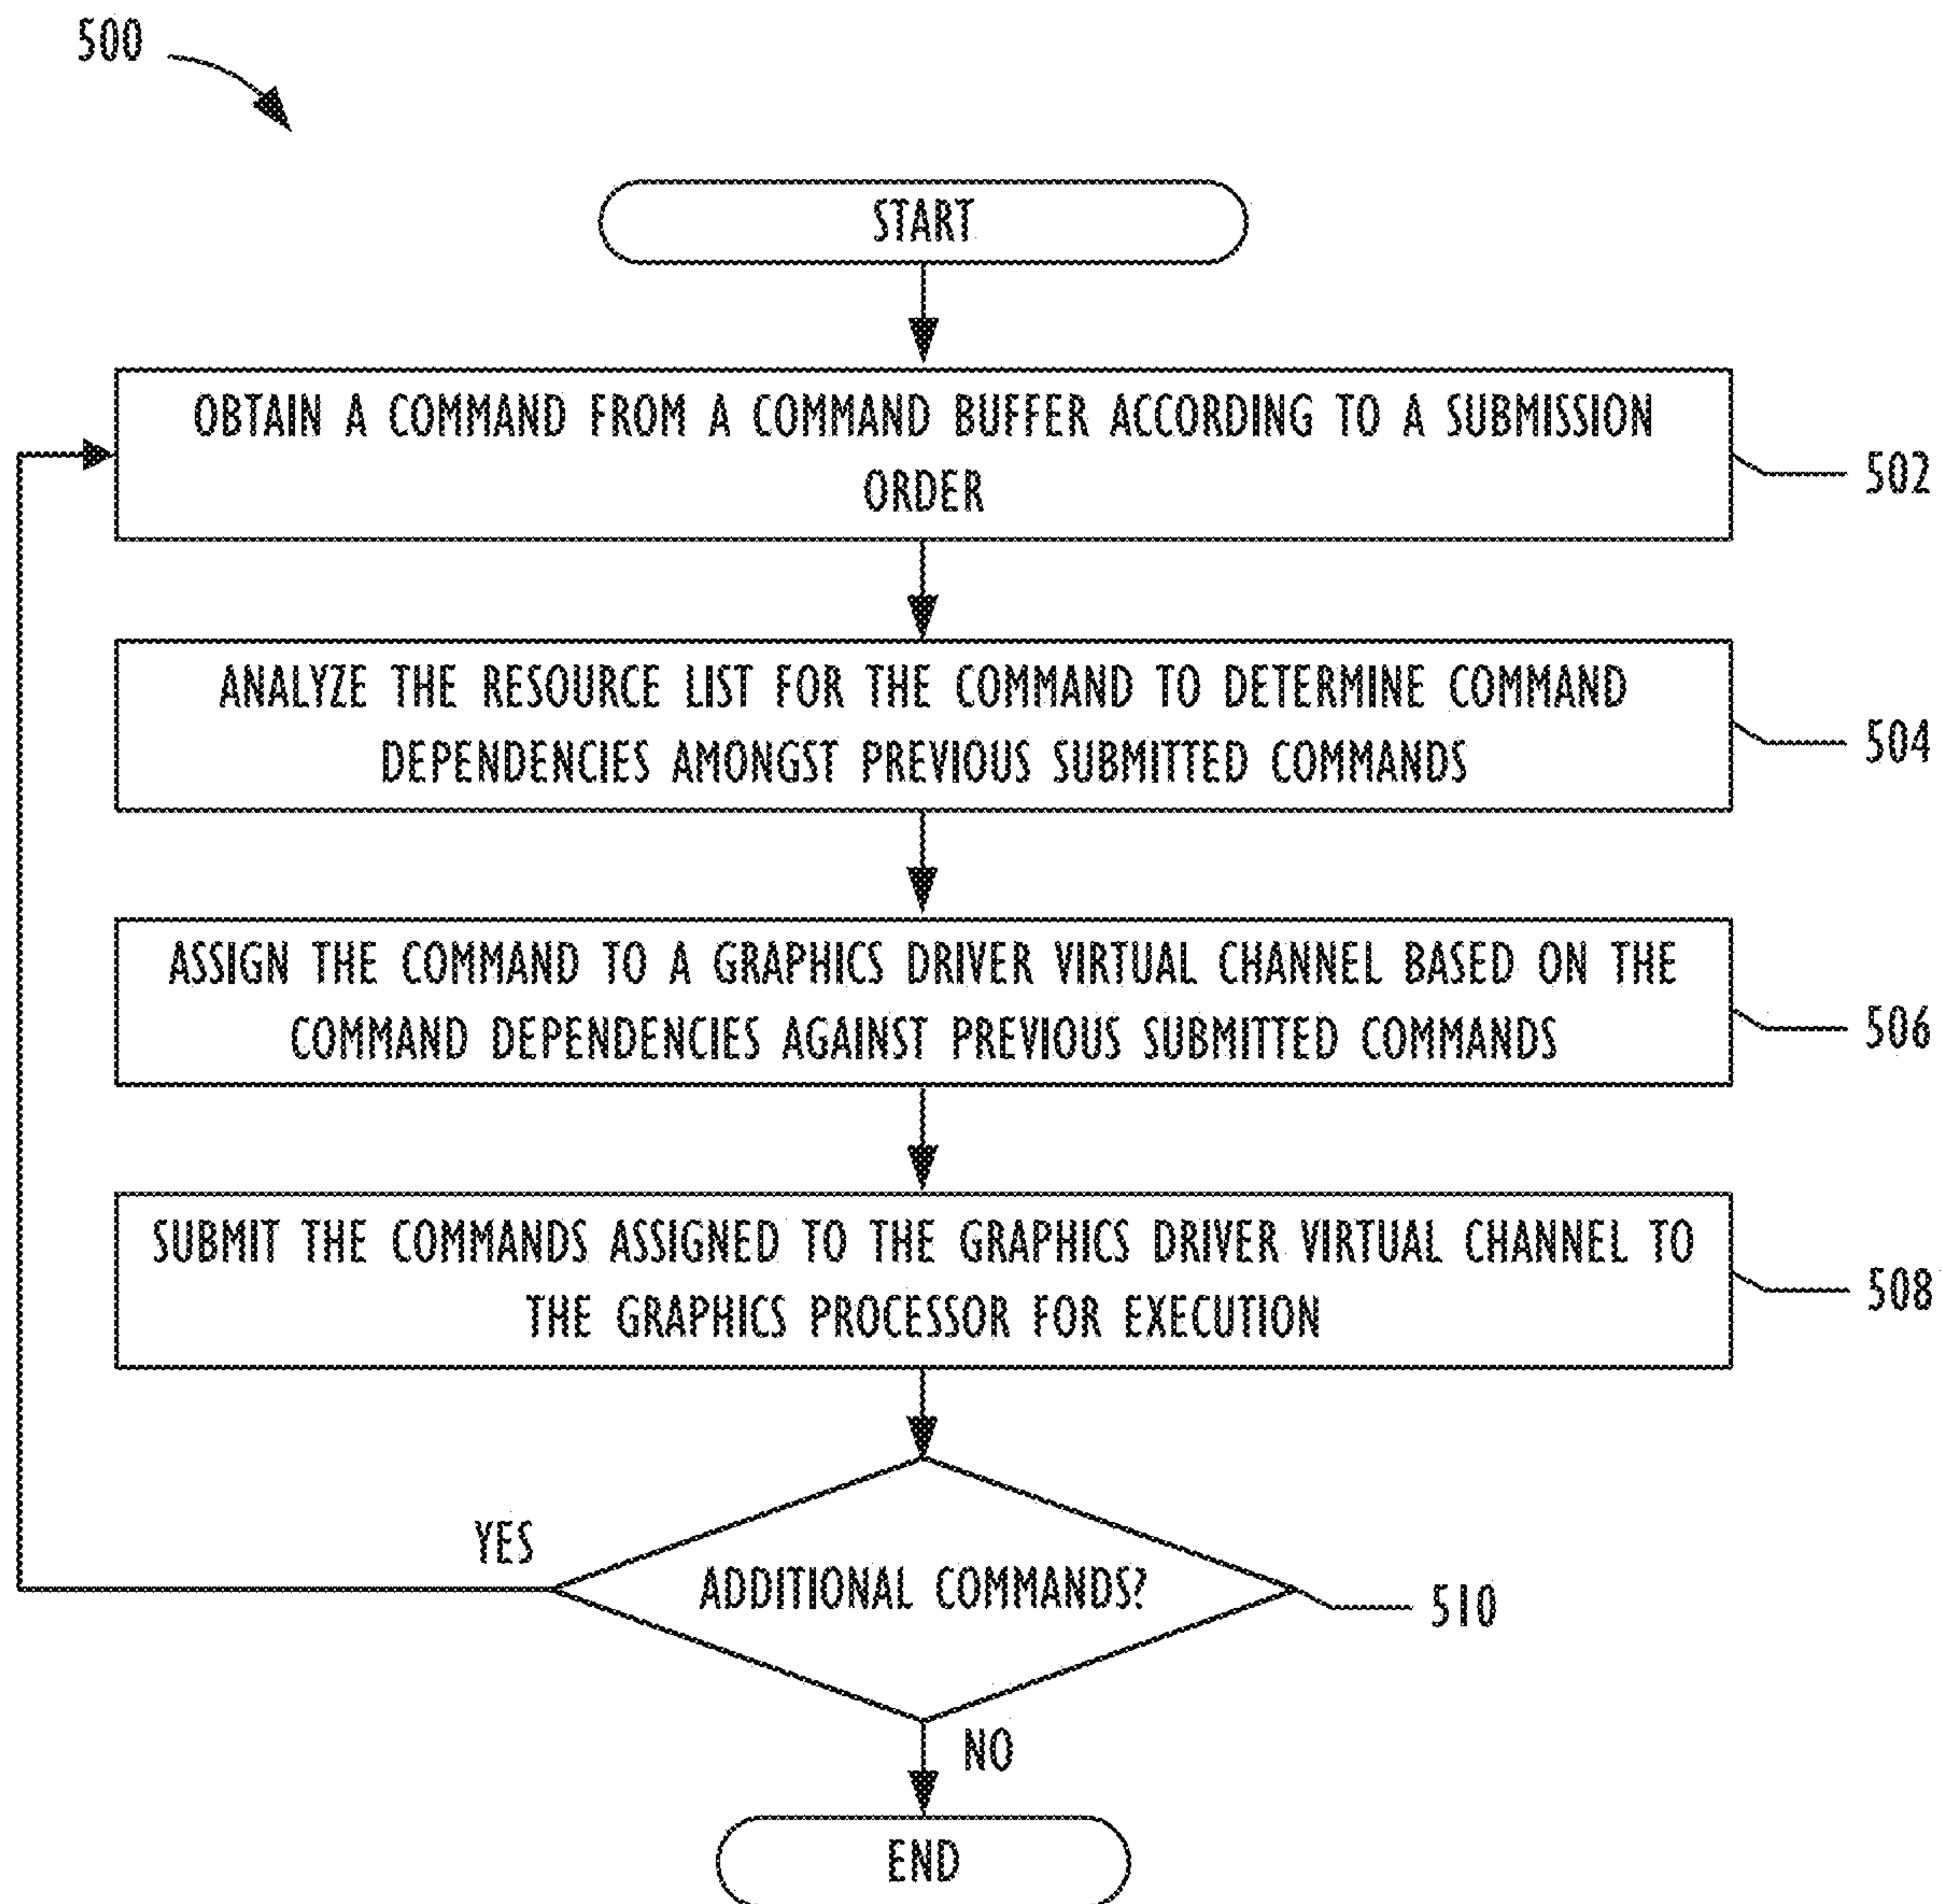 500
START
OBTAIN A COMMAND FROM A COMMAND BUFFER ACCORDING TO A SUBMISSION
ORDER
502
ANALYZE THE RESOURCE LIST FOR THE COMMAND TO DETERMINE COMMAND
DEPENDENCIES AMONGST PREVIOUS SUBMITTED COMMANDS
504
ASSIGN THE COMMAND TO A GRAPHICS DRIVER VIRTUAL CHANNEL BASED ON THE
COMMAND DEPENDENCIES AGAINST PREVIOUS SUBMITTED COMMANDS
506
SUBMIT THE COMMANDS ASSIGNED TO THE GRAPHICS DRIVER VIRTUAL CHANNEL TO
THE GRAPHICS PROCESSOR FOR EXECUTION
508
YES
ADDITIONAL COMMANDS?
510
NO
END